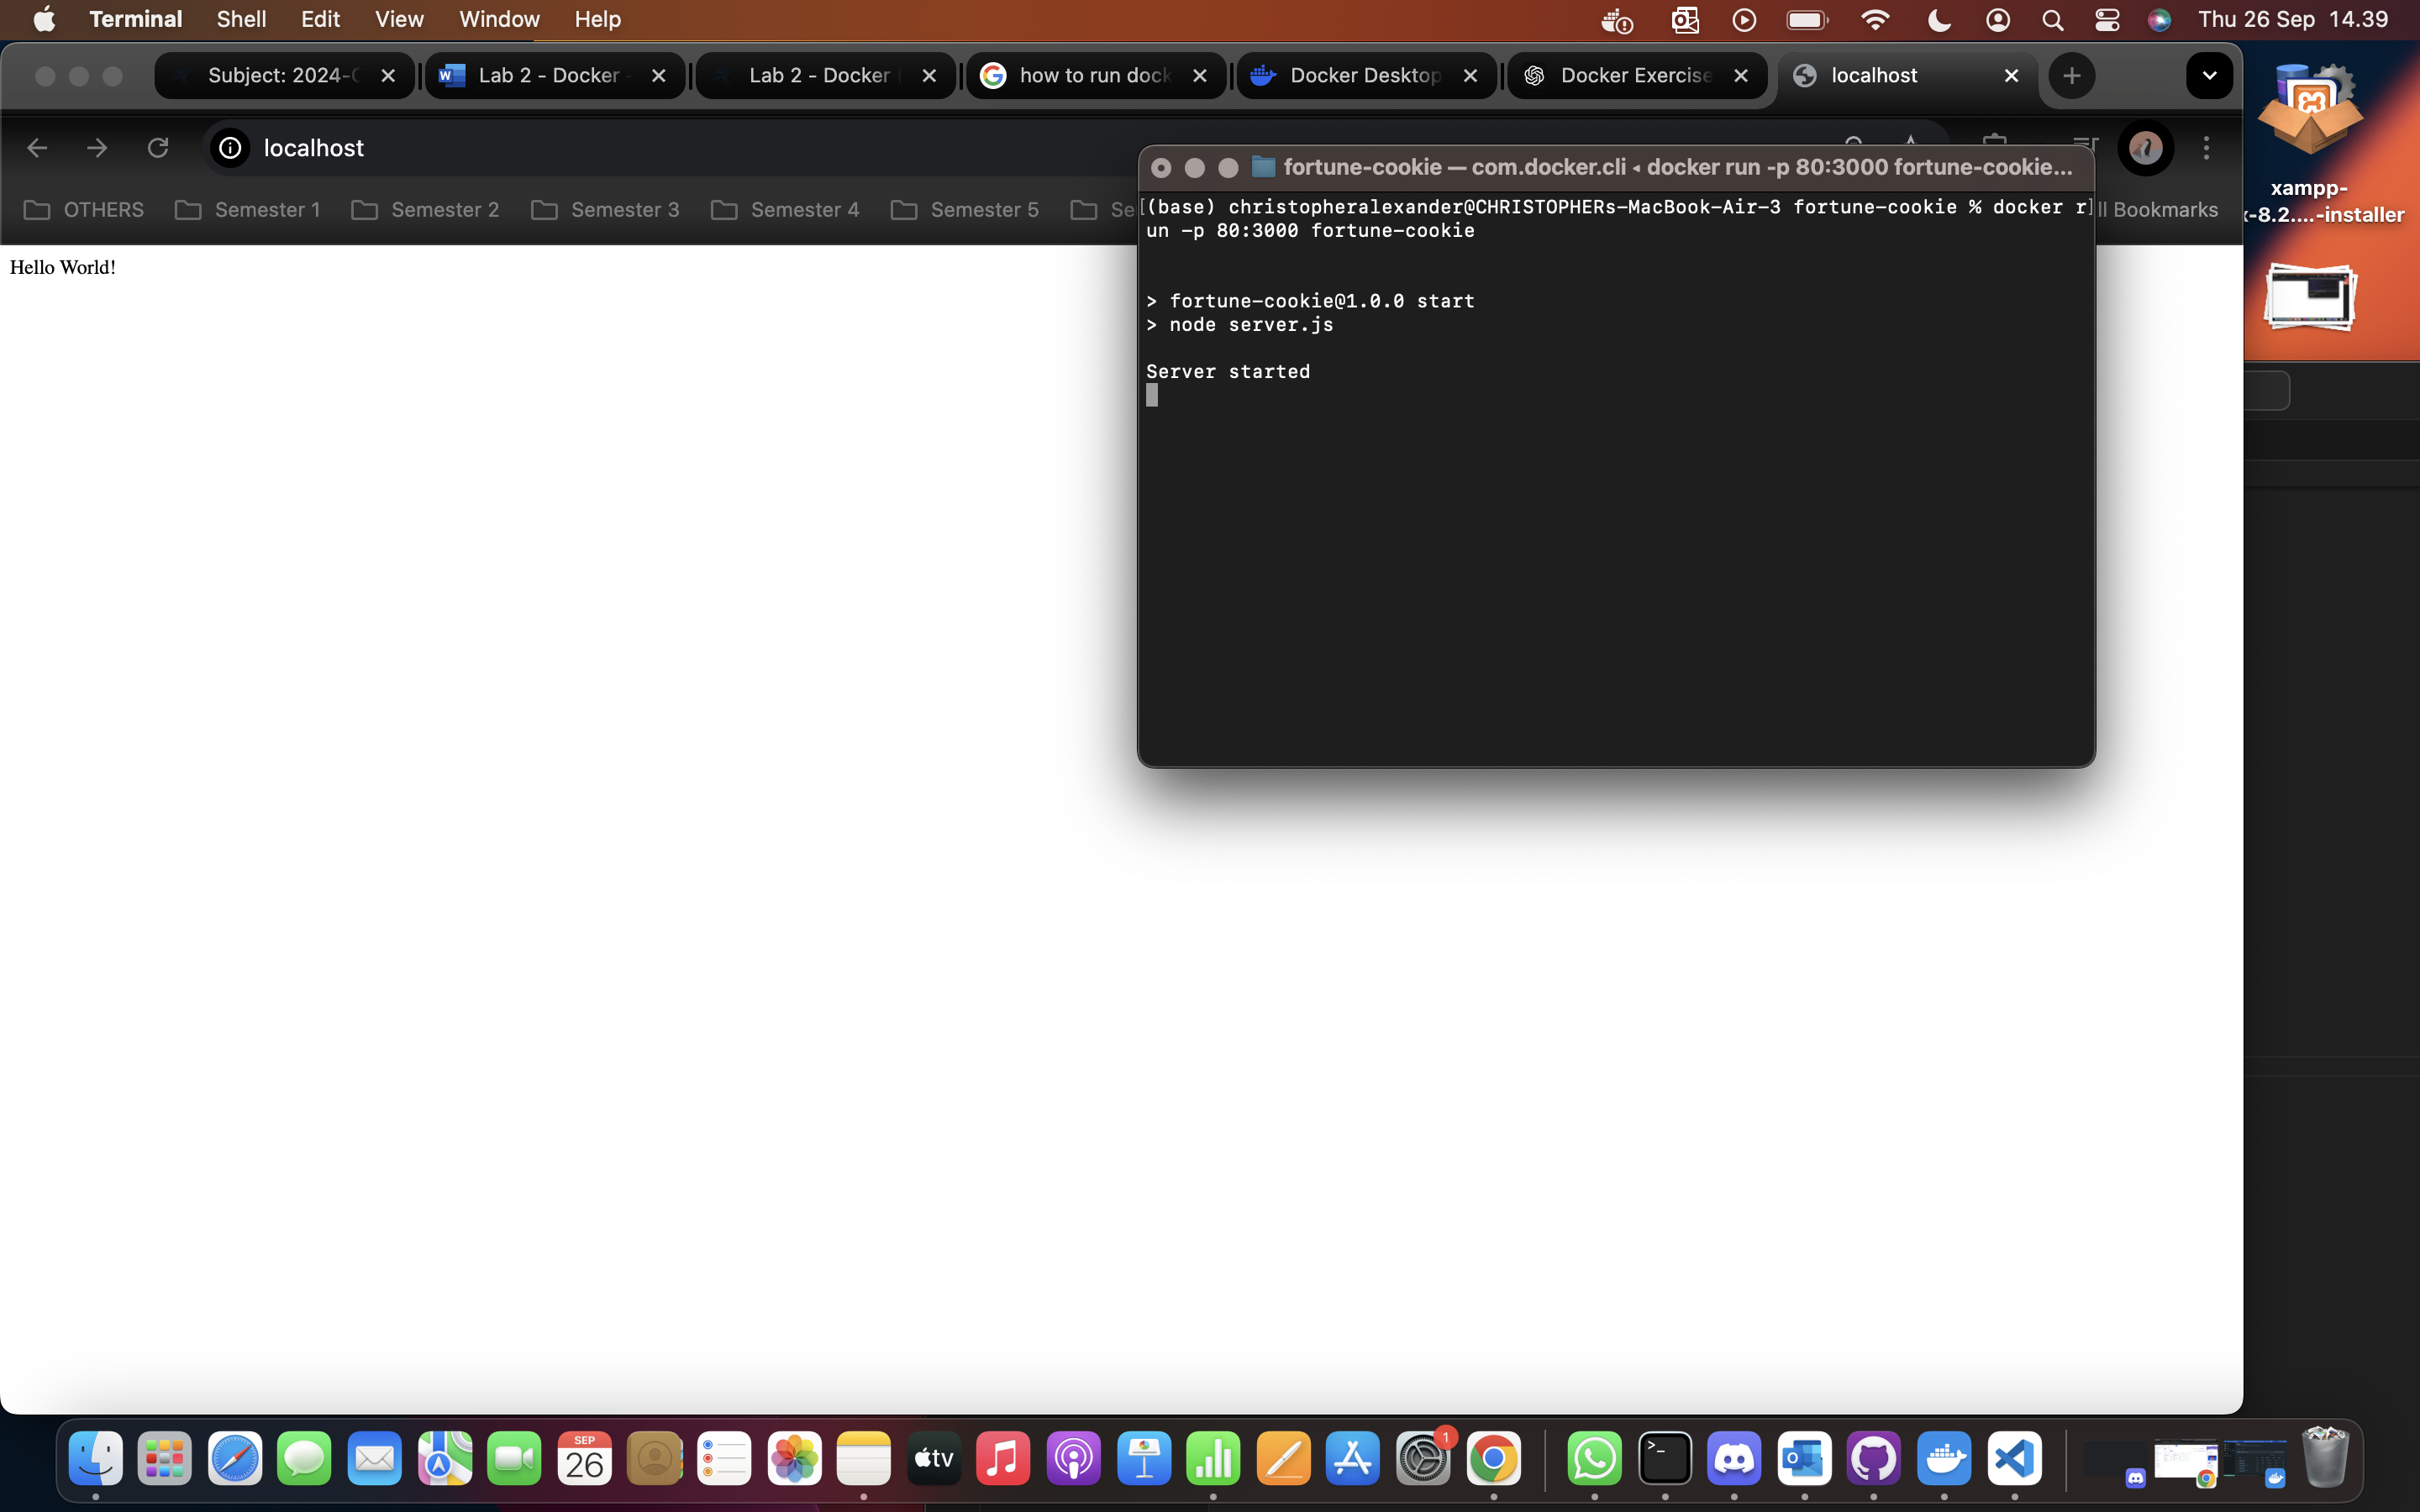 Terminal Shell Edit View Window Help Thu 26 Sep 14.39
Subject: 2024- Lab 2 - Docker Lab 2 - Docker how to run dock Docker Desktop Docker Exercise localhost
localhost
OTHERS Semester 1 Semester 2 Semester 3 Semester 4 Semester 5 Se ll Bookmarks
Hello World!
fortune-cookie — com.docker.cli ◂ docker run -p 80:3000 fortune-cookie...
[(base) christopheralexander@CHRISTOPHERs-MacBook-Air-3 fortune-cookie % docker r]
un -p 80:3000 fortune-cookie
> fortune-cookie@1.0.0 start
> node server.js
Server started
xampp-
x-8.2....-installer
SEP
26
tv
1